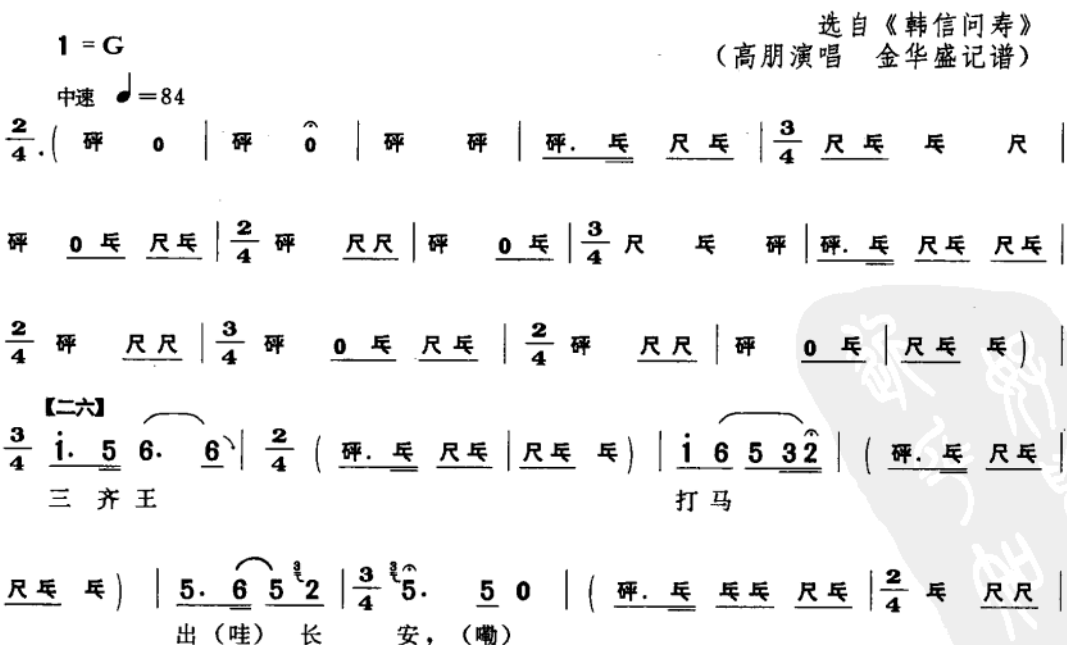 选自《韩信问寿》
1 = G
（高朋演唱 金华盛记谱）
中速 ♩=84
2/4 .( 砰 0 | 砰 0 | 砰 砰 | 砰. 乓 尺乓 | 3/4 尺乓 乓 尺 |
砰 0 乓 尺乓 | 2/4 砰 尺尺 | 砰 0 乓 | 3/4 尺 乓 砰 | 砰. 乓 尺乓 尺乓 |
2/4 砰 尺尺 | 3/4 砰 0 乓 尺乓 | 2/4 砰 尺尺 | 砰 0 乓 | 尺乓 乓 ) |
【二六】
3/4 1̇. 5 6. 6 | 2/4 ( 砰. 乓 尺乓 | 尺乓 乓 ) | 1̇ 6 5 32 | ( 砰. 乓 尺乓 |
三 齐 王 打 马
尺乓 乓 ) | 5. 6 5 3 2 | 3/4 3 5. 5 0 | ( 砰. 乓 乓乓 尺乓 | 2/4 乓 尺尺 |
出（哇） 长 安，（嘞）